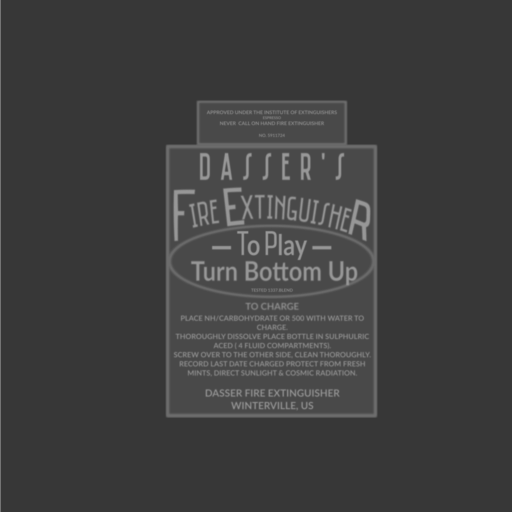 APPROVED UNDER THE INSTITUTE OF EXTINGUISHERS
NEVER CALL ON HAND FIRE EXTINGUISHER
DASSER'S
FIRE EXTINGUISHER
— To Play —
Turn Bottom Up
TO CHARGE
PLACE NH/CARBOHYDRATE OR 500 WITH WATER TO
CHARGE.
THOROUGHLY DISSOLVE PLACE BOTTLE IN SULPHULRIC
ACED ( 4 FLUID COMPARTMENTS).
SCREW OVER TO THE OTHER SIDE, CLEAN THOROUGHLY.
RECORD LAST DATE CHARGED PROTECT FROM FRESH
MINTS, DIRECT SUNLIGHT & COSMIC RADIATION.
DASSER FIRE EXTINGUISHER
WINTERVILLE, US